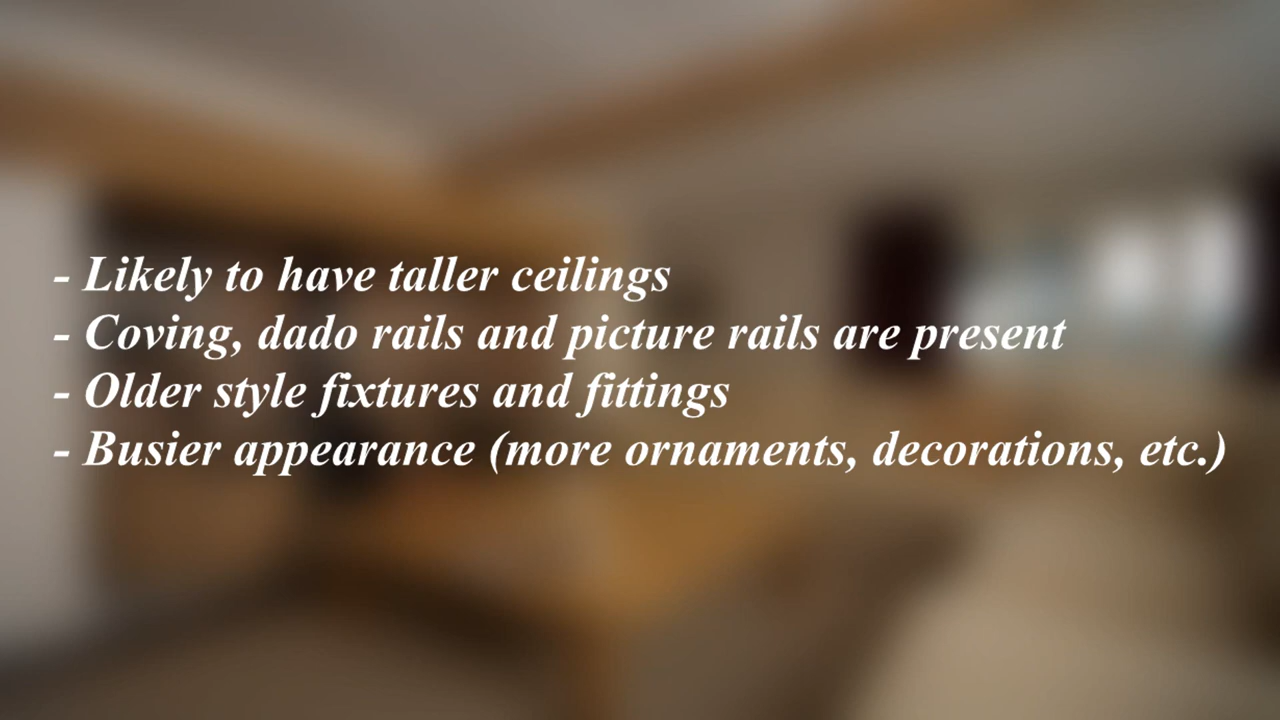 - Likely to have taller ceilings
- Coving, dado rails and picture rails are present
- Older style fixtures and fittings
- Busier appearance (more ornaments, decorations, etc.)